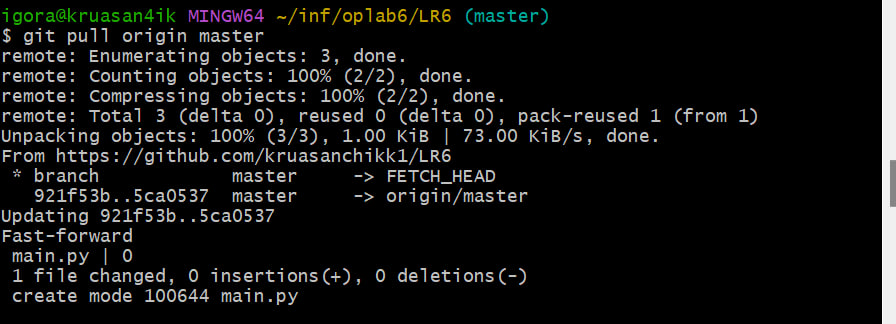 igora@kruasan4ik MINGW64 ~/inf/oplab6/LR6 (master)
$ git pull origin master
remote: Enumerating objects: 3, done.
remote: Counting objects: 100% (2/2), done.
remote: Compressing objects: 100% (2/2), done.
remote: Total 3 (delta 0), reused 0 (delta 0), pack-reused 1 (from 1)
Unpacking objects: 100% (3/3), 1.00 KiB | 73.00 KiB/s, done.
From https://github.com/kruasanchikk1/LR6
 * branch            master     -> FETCH_HEAD
   921f53b..5ca0537  master     -> origin/master
Updating 921f53b..5ca0537
Fast-forward
 main.py | 0
 1 file changed, 0 insertions(+), 0 deletions(-)
 create mode 100644 main.py